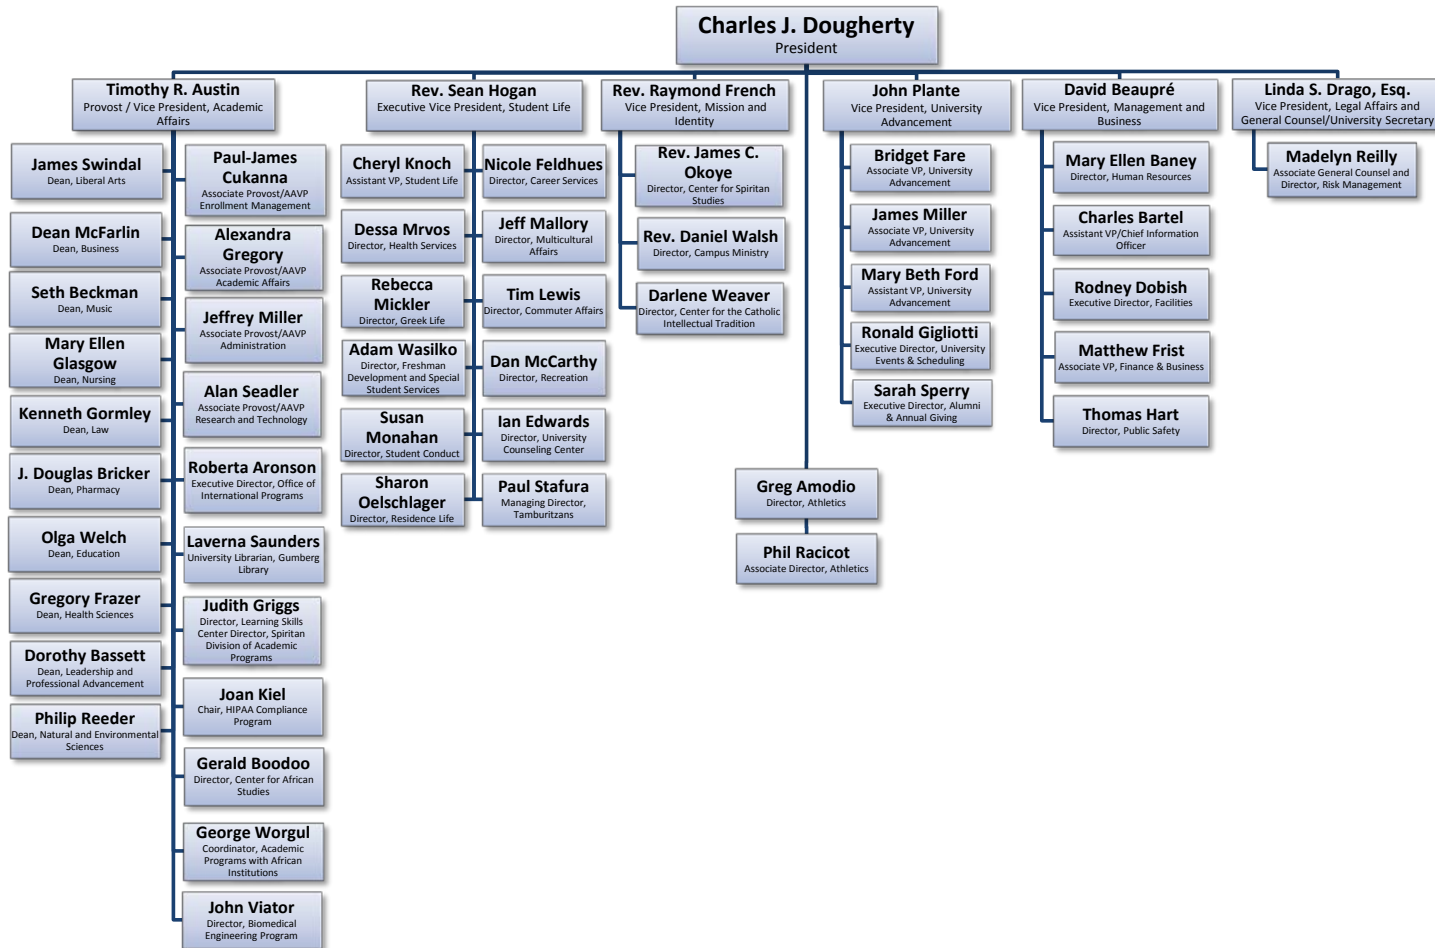 Charles J. Dougherty
President
Timothy R. Austin
Provost / Vice President, Academic
Affairs
James Swindal
Dean, Liberal Arts
Dean McFarlin
Dean, Business
Seth Beckman
Dean, Music
Mary Ellen
Glasgow
Dean, Nursing
Kenneth Gormley
Dean, Law
J. Douglas Bricker
Dean, Pharmacy
Olga Welch
Dean, Education
Gregory Frazer
Dean, Health Sciences
Dorothy Bassett
Dean, Leadership and
Professional Advancement
Philip Reeder
Dean, Natural and Environmental
Sciences
Paul-James
Cukanna
Associate Provost/AAVP
Enrollment Management
Alexandra
Gregory
Associate Provost/AAVP
Academic Affairs
Jeffrey Miller
Associate Provost/AAVP
Administration
Alan Seadler
Associate Provost/AAVP
Research and Technology
Roberta Aronson
Executive Director, Office of
International Programs
Laverna Saunders
University Librarian, Gumberg
Library
Judith Griggs
Director, Learning Skills
Center Director, Spiritan
Division of Academic
Programs
Joan Kiel
Chair, HIPAA Compliance
Program
Gerald Boodoo
Director, Center for African
Studies
George Worgul
Coordinator, Academic
Programs with African
Institutions
John Viator
Director, Biomedical
Engineering Program
Rev. Sean Hogan
Executive Vice President, Student Life
Cheryl Knoch
Assistant VP, Student Life
Dessa Mrvos
Director, Health Services
Rebecca
Mickler
Director, Greek Life
Adam Wasilko
Director, Freshman
Development and Special
Student Services
Susan
Monahan
Director, Student Conduct
Sharon
Oelschlager
Director, Residence Life
Nicole Feldhues
Director, Career Services
Jeff Mallory
Director, Multicultural
Affairs
Tim Lewis
Director, Commuter Affairs
Dan McCarthy
Director, Recreation
Ian Edwards
Director, University
Counseling Center
Paul Stafura
Managing Director,
Tamburitzans
Rev. Raymond French
Vice President, Mission and
Identity
Rev. James C.
Okoye
Director, Center for Spiritan
Studies
Rev. Daniel Walsh
Director, Campus Ministry
Darlene Weaver
Director, Center for the Catholic
Intellectual Tradition
Greg Amodio
Director, Athletics
Phil Racicot
Associate Director, Athletics
John Plante
Vice President, University
Advancement
Bridget Fare
Associate VP, University
Advancement
James Miller
Associate VP, University
Advancement
Mary Beth Ford
Assistant VP, University
Advancement
Ronald Gigliotti
Executive Director, University
Events & Scheduling
Sarah Sperry
Executive Director, Alumni
& Annual Giving
David Beaupré
Vice President, Management and
Business
Mary Ellen Baney
Director, Human Resources
Charles Bartel
Assistant VP/Chief Information
Officer
Rodney Dobish
Executive Director, Facilities
Matthew Frist
Associate VP, Finance & Business
Thomas Hart
Director, Public Safety
Linda S. Drago, Esq.
Vice President, Legal Affairs and
General Counsel/University Secretary
Madelyn Reilly
Associate General Counsel and
Director, Risk Management